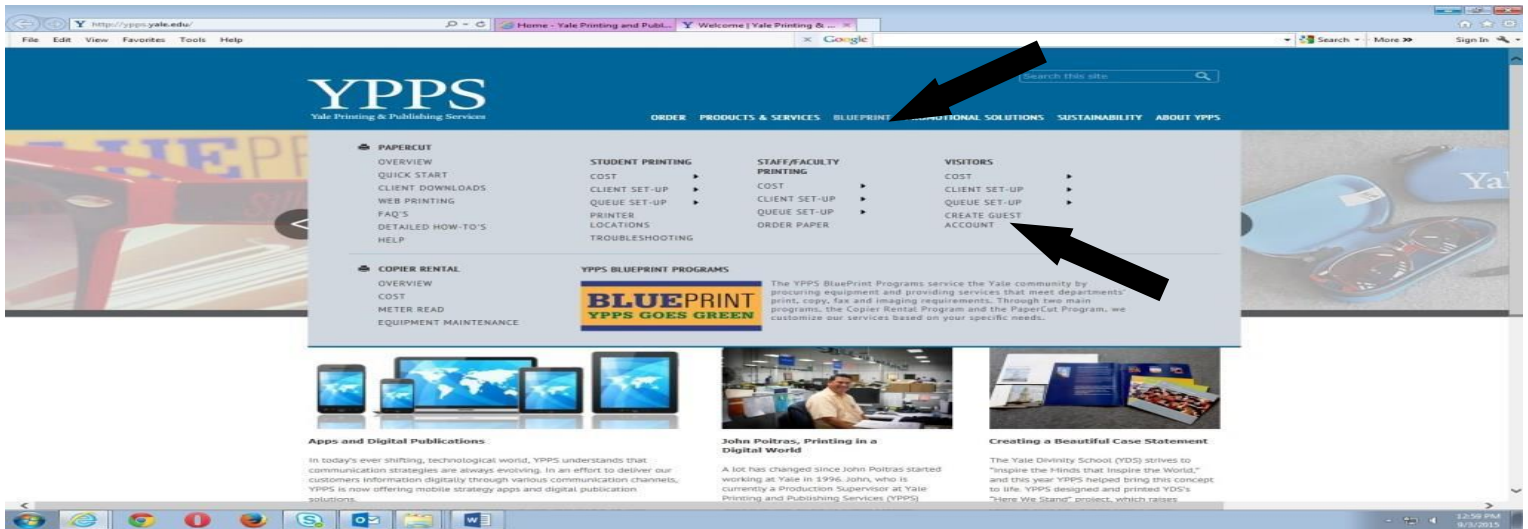 http://ypps.yale.edu/
Home - Yale Printing and Publi...
Welcome | Yale Printing & ...
File Edit View Favorites Tools Help
Google
Search More »
Sign In
YPPS
Yale Printing & Publishing Services
Search this site
ORDER PRODUCTS & SERVICES BLUEPRINT SOLUTIONS SUSTAINABILITY ABOUT YPPS
PAPERCUT
OVERVIEW
QUICK START
CLIENT DOWNLOADS
WEB PRINTING
FAQ'S
DETAILED HOW-TO'S
HELP
STUDENT PRINTING
COST
CLIENT SET-UP
QUEUE SET-UP
PRINTER
LOCATIONS
TROUBLESHOOTING
STAFF/FACULTY
PRINTING
COST
CLIENT SET-UP
QUEUE SET-UP
ORDER PAPER
VISITORS
COST
CLIENT SET-UP
QUEUE SET-UP
CREATE GUEST
ACCOUNT
COPIER RENTAL
OVERVIEW
COST
METER READ
EQUIPMENT MAINTENANCE
YPPS BLUEPRINT PROGRAMS
BLUEPRINT
YPPS GOES GREEN
The YPPS BluePrint Programs service the Yale community by
procuring equipment and providing services that meet departments'
print, copy, fax and imaging requirements. Through two main
programs, the Copier Rental Program and the PaperCut Program, we
customize our services based on your specific needs.
Apps and Digital Publications
In today's ever shifting, technological world, YPPS understands that
communication strategies are always evolving. In an effort to deliver our
customers information digitally through various communication channels,
YPPS is now offering mobile strategy apps and digital publication
solutions.
John Poitras, Printing in a
Digital World
A lot has changed since John Poitras started
working at Yale in 1996. John, who is
currently a Production Supervisor at Yale
Printing and Publishing Services (YPPS)
Creating a Beautiful Case Statement
The Yale Divinity School (YDS) strives to
"Inspire the Minds that Inspire the World,"
and this year YPPS helped bring this concept
to life. YPPS designed and printed YDS's
"Here We Stand" project, which raises
12:59 PM
9/3/2015